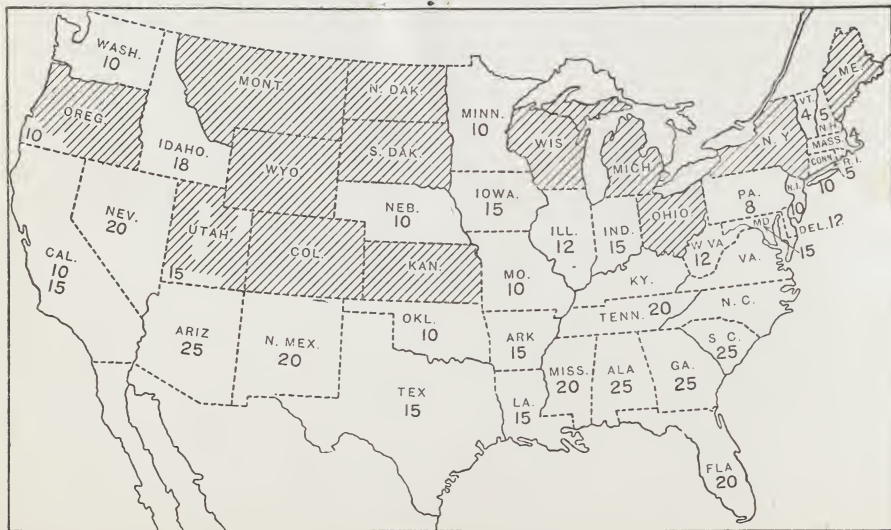 WASH.
10
MONT.
N. DAK.
MINN.
10
OREG.
10
IDAHO.
18
WYO.
S. DAK.
WIS.
MICH.
N. Y.
VT.
4
5
N. H.
ME.
MASS.
4
CONN.
10
R. I.
5
NEV.
20
UTAH.
15
COL.
NEB.
10
KAN.
IOWA.
15
ILL.
12
IND.
15
OHIO
PA.
8
N. J.
10
MD.
15
DEL. 12
CAL.
10
15
ARIZ
25
N. MEX.
20
OKL.
10
TEX
15
MO.
10
ARK
15
LA.
15
W VA
12
VA.
KY.
TENN. 20
N. C.
S C.
25
MISS.
20
ALA
25
GA.
25
FLA
20